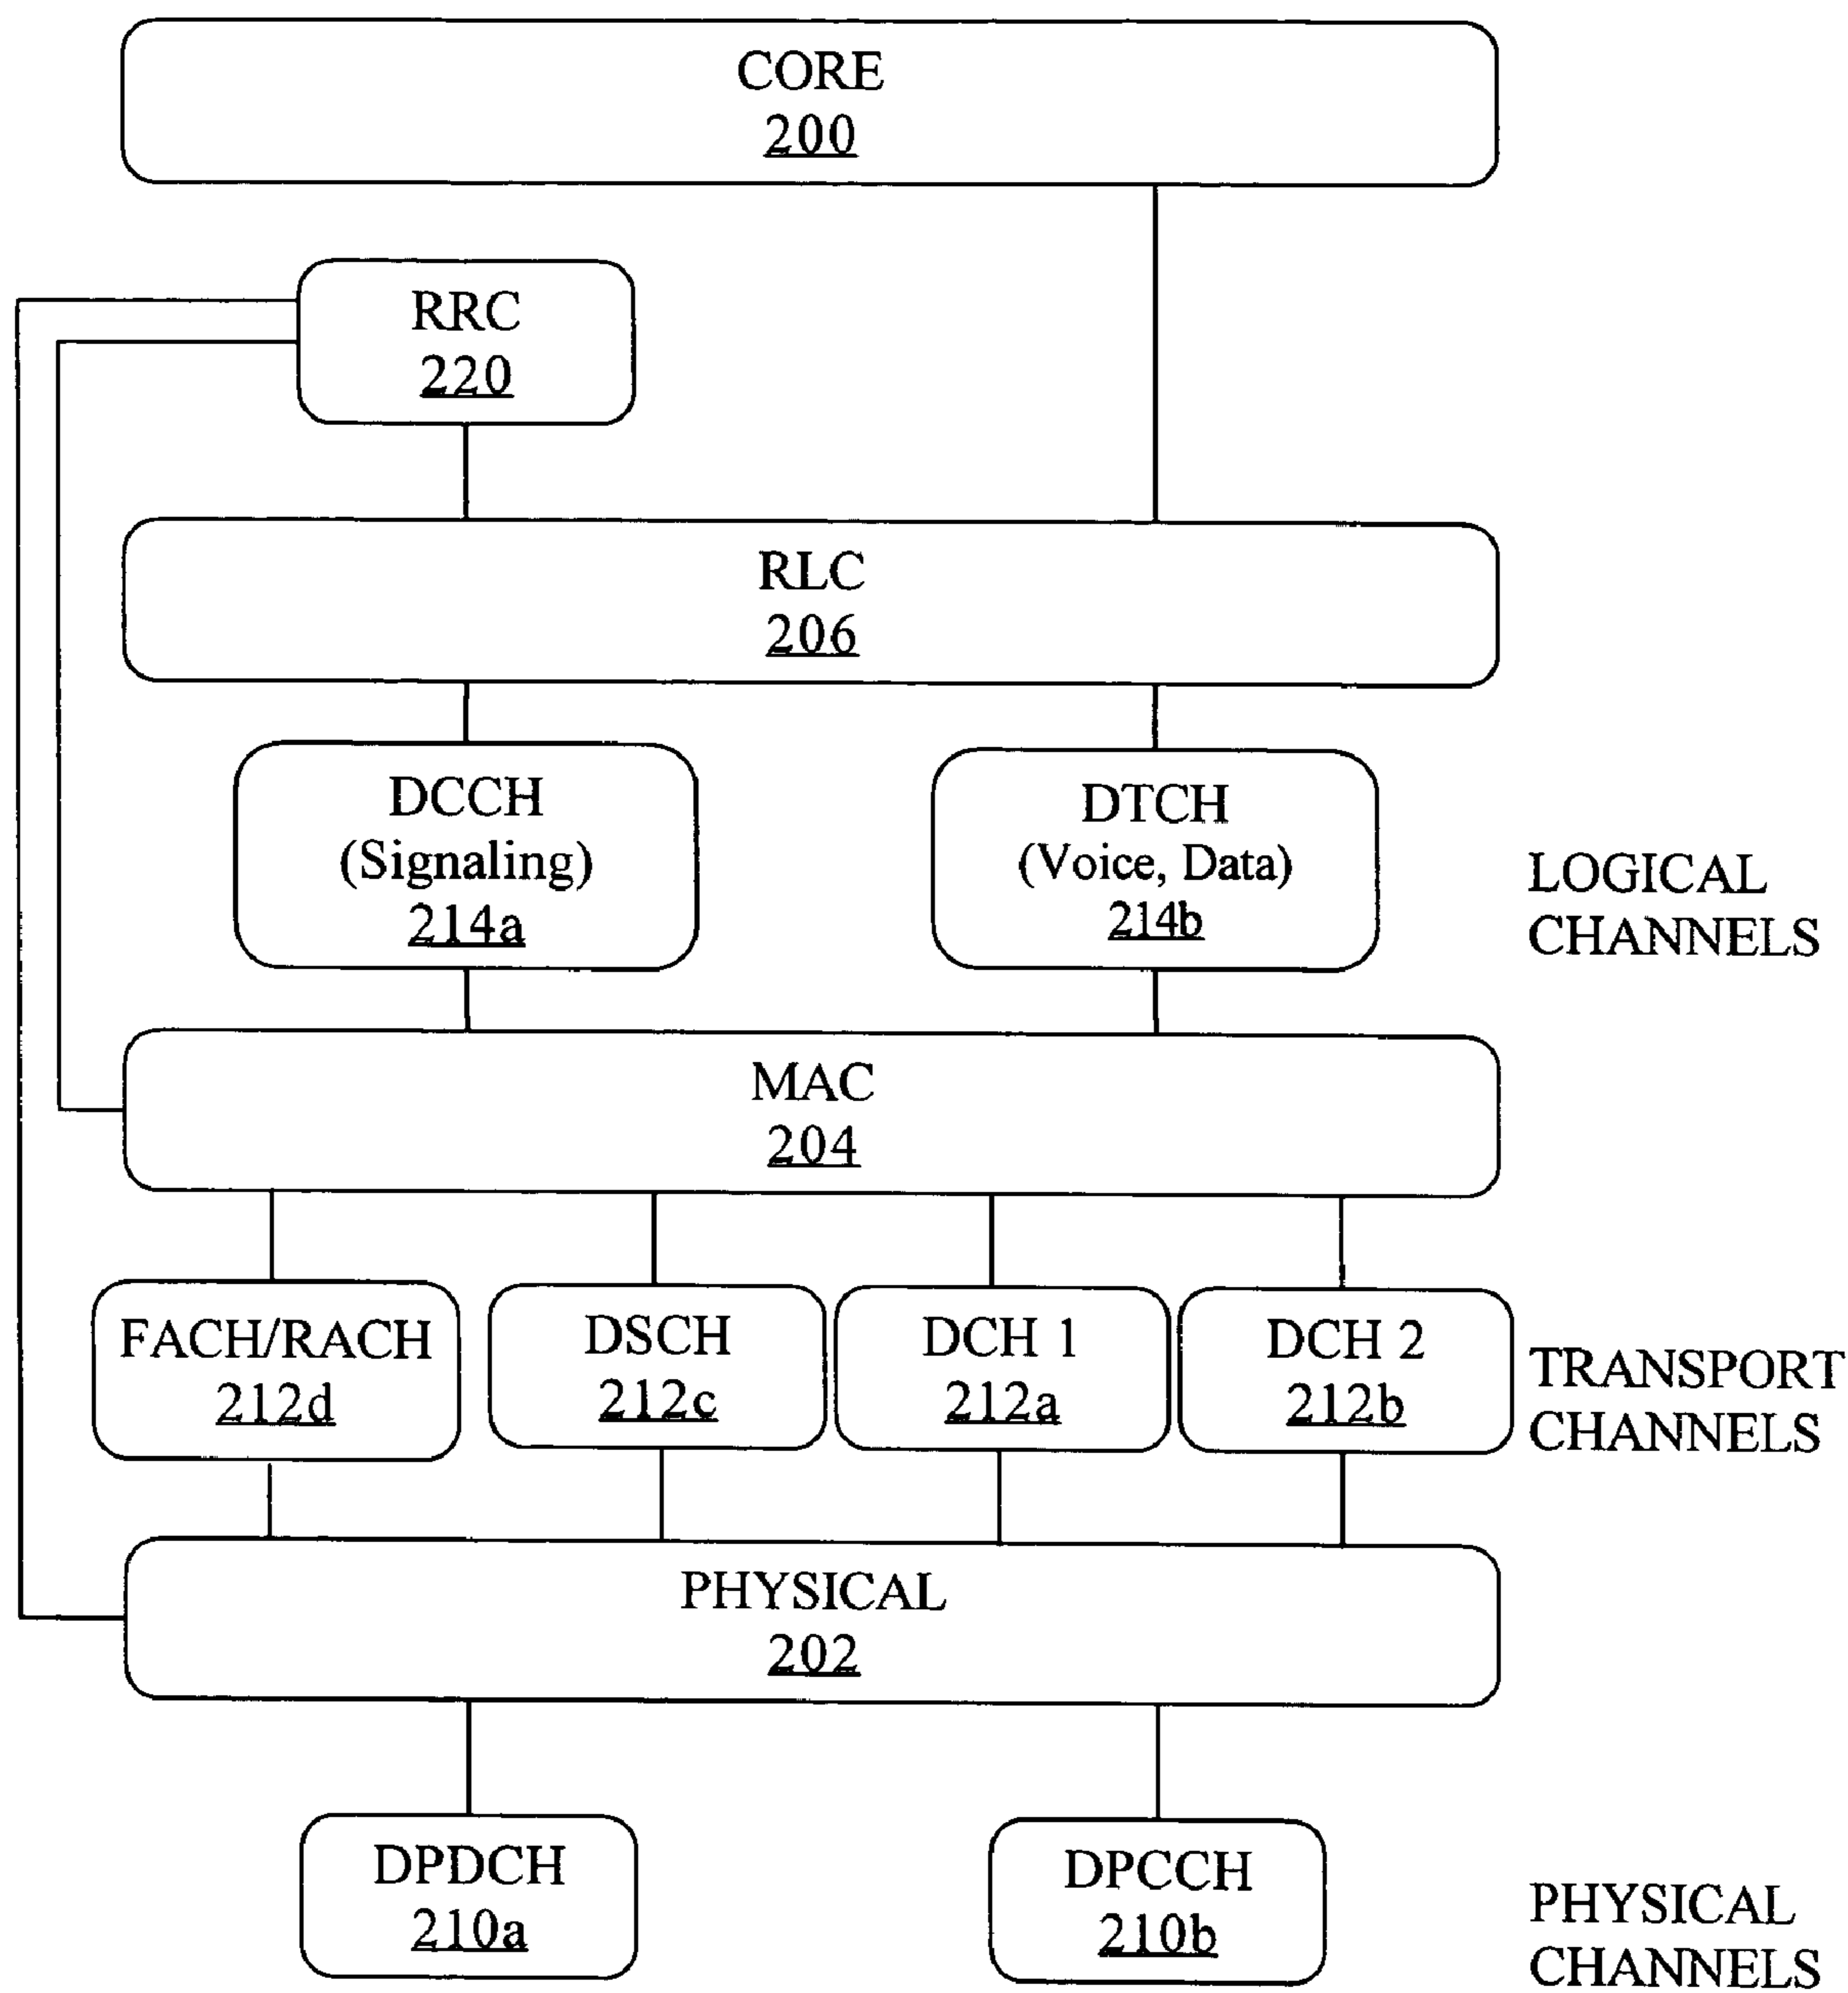 CORE
200
RRC
220
RLC
206
DCCH
(Signaling)
214a
DTCH
(Voice, Data)
214b
LOGICAL
CHANNELS
MAC
204
FACH/RACH
212d
DSCH
212c
DCH 1
212a
DCH 2
212b
TRANSPORT
CHANNELS
PHYSICAL
202
DPDCH
210a
DPCCH
210b
PHYSICAL
CHANNELS